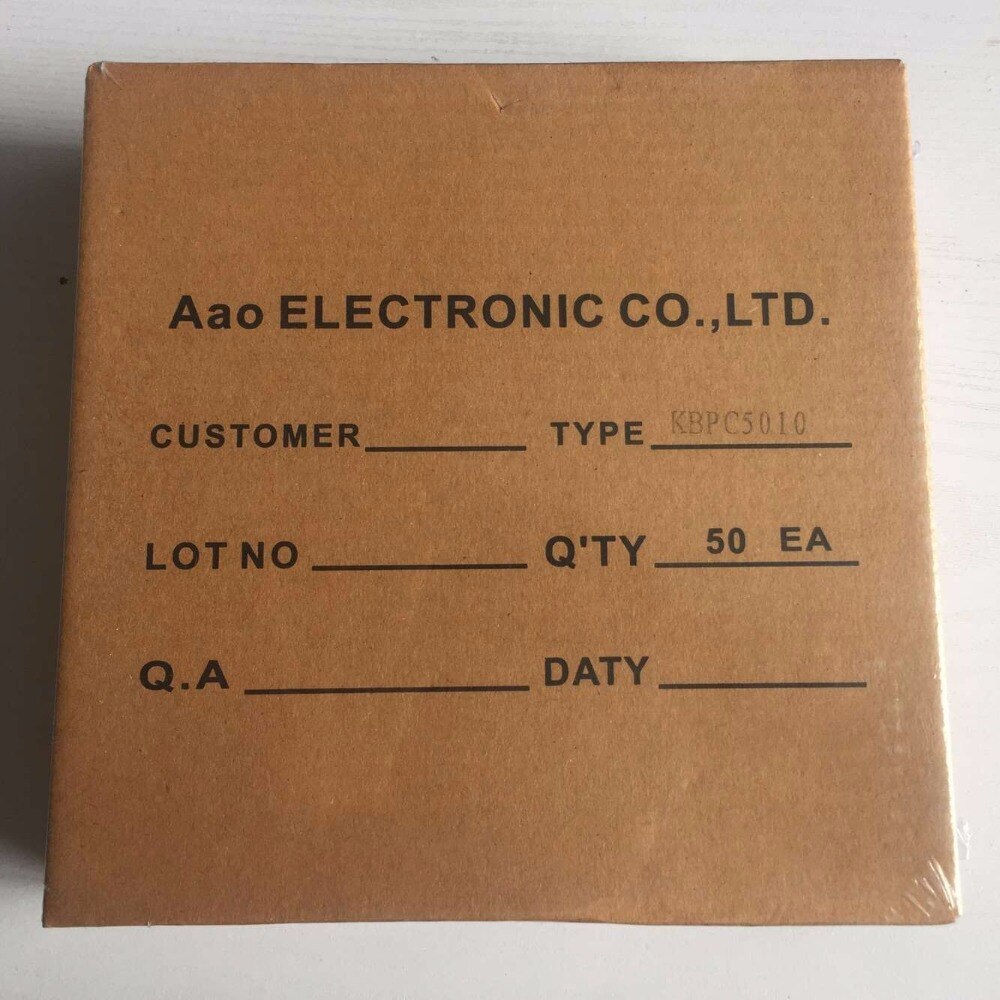 Aao ELECTRONIC CO.,LTD.
CUSTOMER TYPE KBPC5010
LOT NO Q'TY 50 EA
Q.A DATY